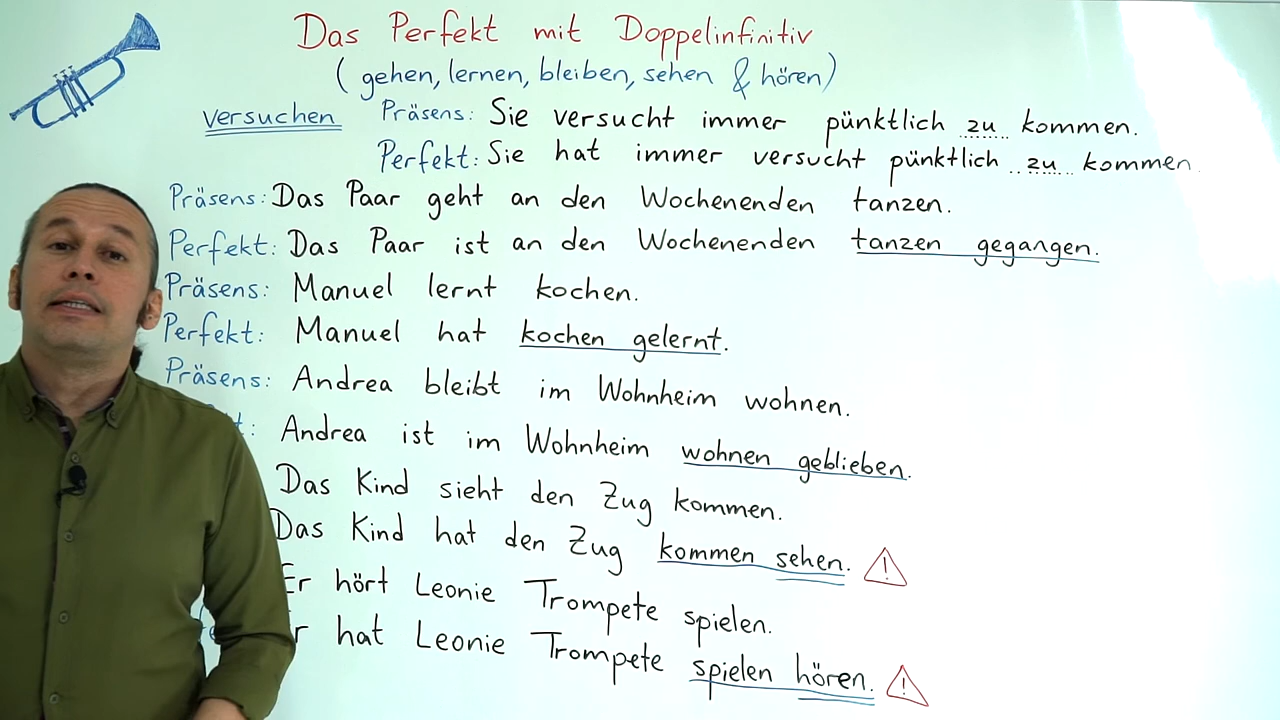 Das Perfekt mit Doppelinfinitiv
(gehen, lernen, bleiben, sehen & hören)
versuchen Präsens: Sie versucht immer pünktlich zu kommen.
Perfekt: Sie hat immer versucht pünktlich zu kommen.
Präsens: Das Paar geht an den Wochenenden tanzen.
Perfekt: Das Paar ist an den Wochenenden tanzen gegangen.
Präsens: Manuel lernt kochen.
Perfekt: Manuel hat kochen gelernt.
Präsens: Andrea bleibt im Wohnheim wohnen.
Andrea ist im Wohnheim wohnen geblieben.
Das Kind sieht den Zug kommen.
Das Kind hat den Zug kommen sehen. !
Er hört Leonie Trompete spielen.
hat Leonie Trompete spielen hören. !